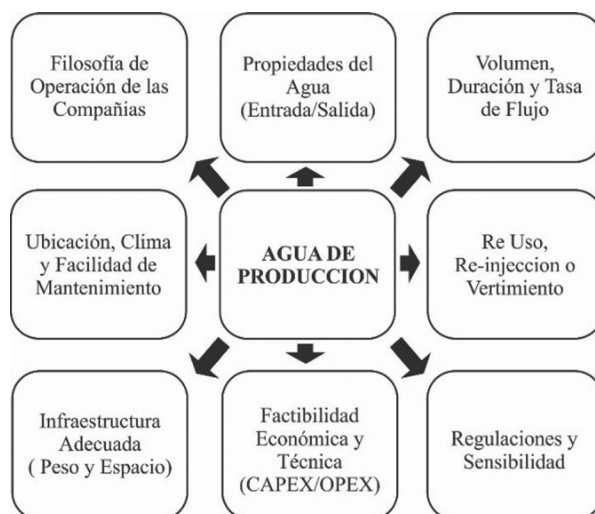 Filosofía de
Operación de las
Compañias
Propiedades del
Agua
(Entrada/Salida)
Volumen,
Duración y Tasa
de Flujo
Ubicación, Clima
y Facilidad de
Mantenimiento
AGUA DE
PRODUCCION
Re Uso,
Re-injeccion o
Vertimiento
Infraestructura
Adecuada
( Peso y Espacio)
Factibilidad
Económica y
Técnica
(CAPEX/OPEX)
Regulaciones y
Sensibilidad